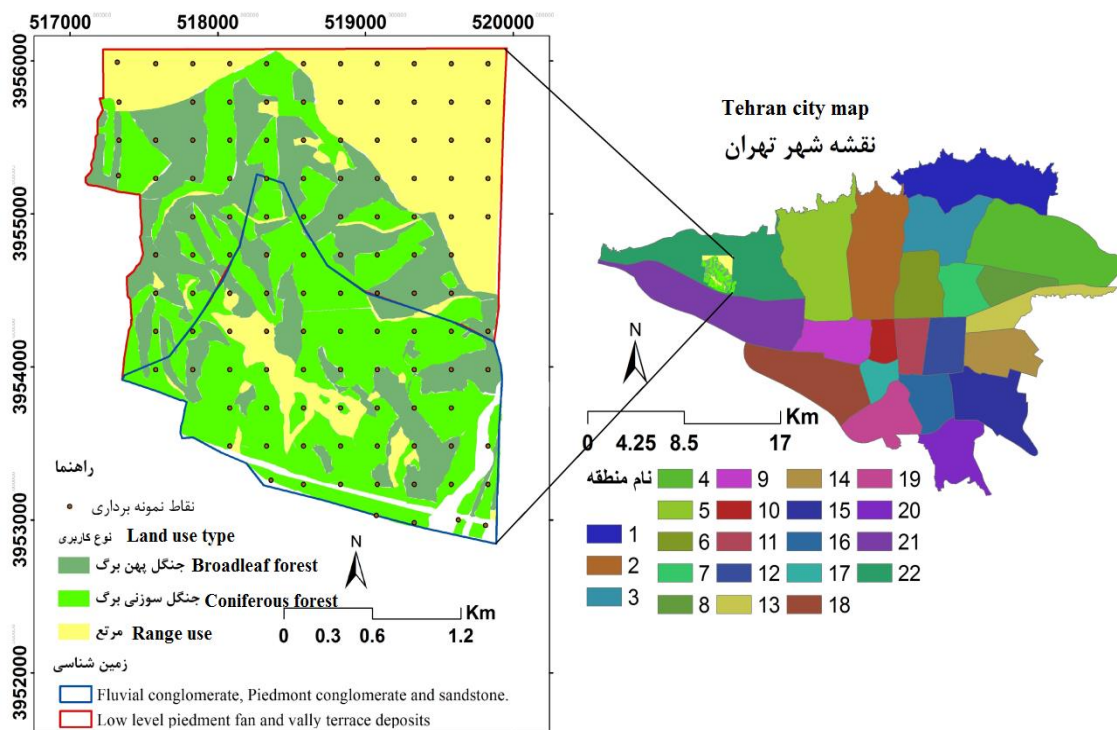 517000 518000 519000 520000
3956000
3955000
3954000
3953000
3952000
راهنما
نقاط نمونه برداری
نوع کاربری Land use type
جنگل پهن برگ Broadleaf forest
جنگل سوزنی برگ Coniferous forest
مرتع Range use
زمین شناسی
Fluvial conglomerate, Piedmont conglomerate and sandstone.
Low level piedment fan and vally terrace deposits
N
Km
0 0.3 0.6 1.2
Tehran city map
نقشه شهر تهران
N
Km
0 4.25 8.5 17
نام منطقه
1
2
3
4
5
6
7
8
9
10
11
12
13
14
15
16
17
18
19
20
21
22